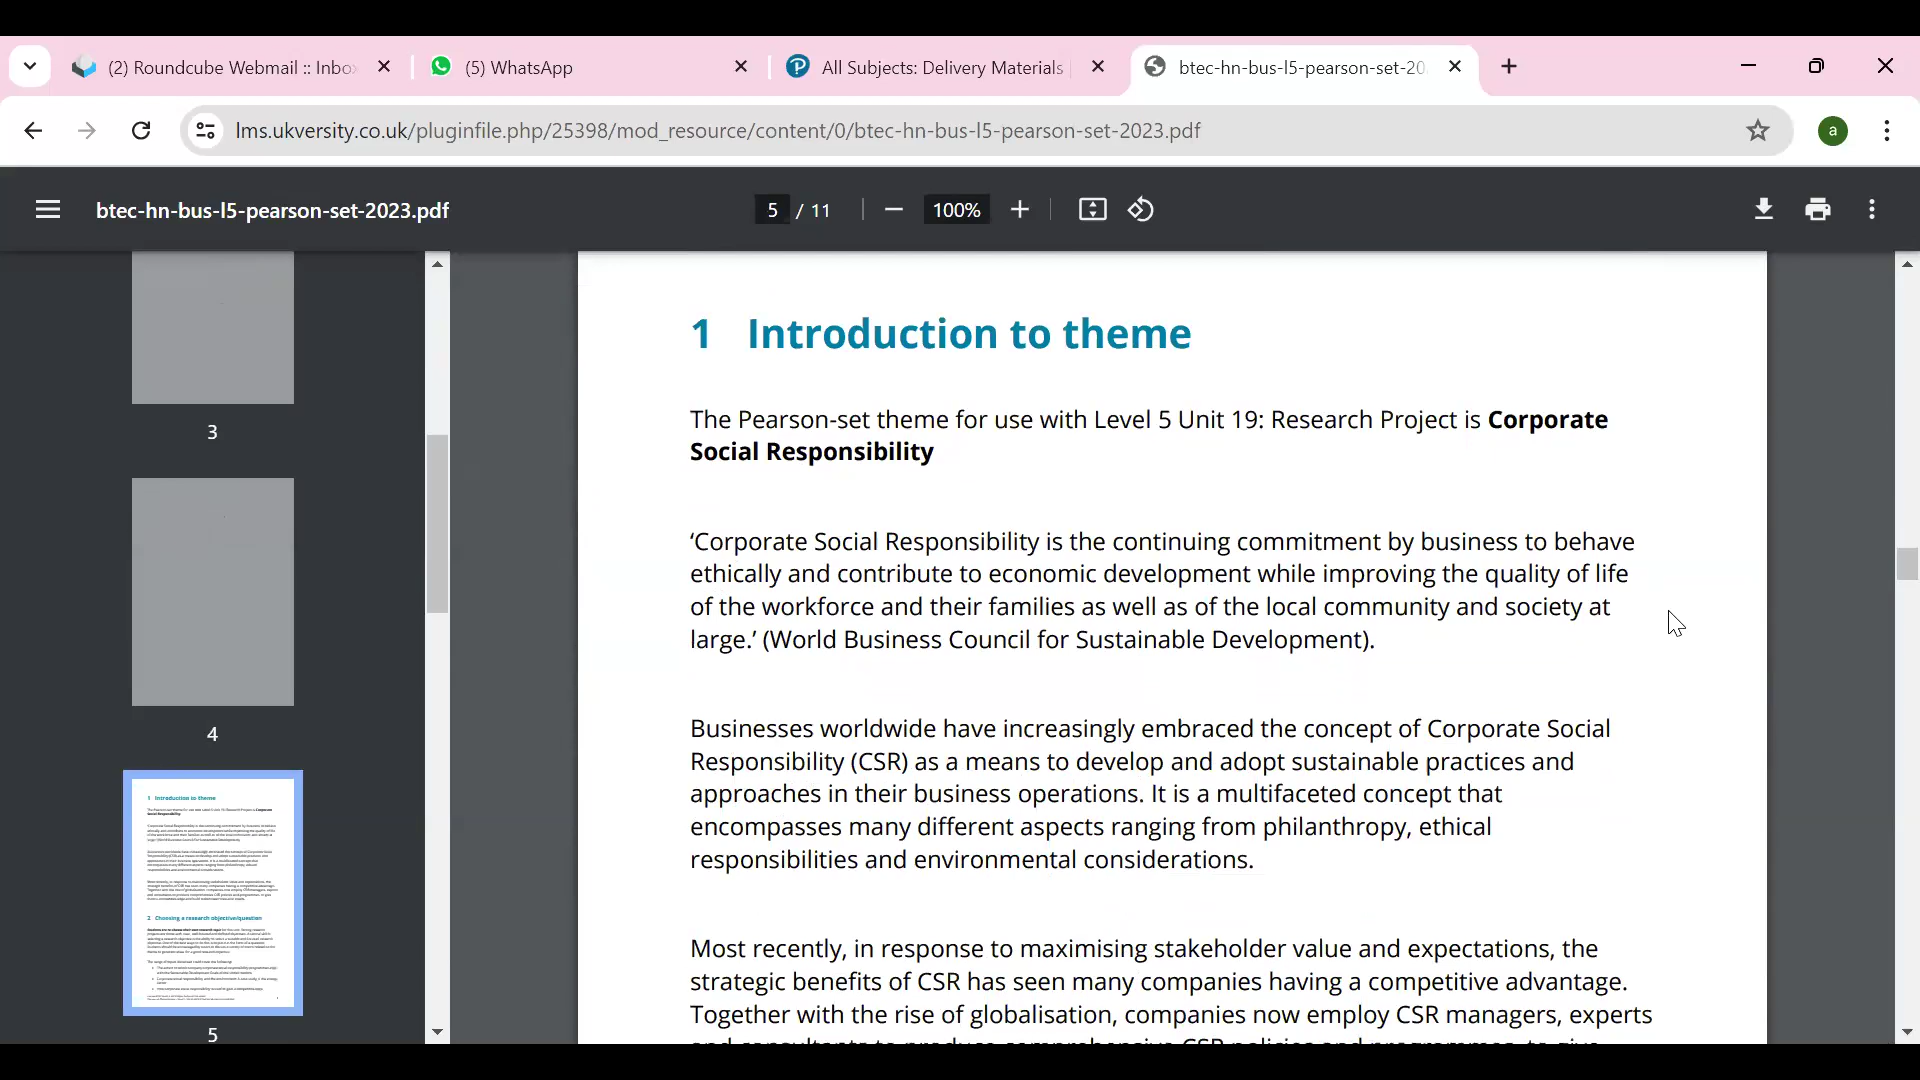 (2) Roundcube Webmail :: Inbo
(5) WhatsApp
All Subjects: Delivery Materials
btec-hn-bus-l5-pearson-set-20
lms.ukversity.co.uk/pluginfile.php/25398/mod_resource/content/0/btec-hn-bus-l5-pearson-set-2023.pdf
a
btec-hn-bus-l5-pearson-set-2023.pdf
5 / 11
100%
3
4
1 Introduction to theme
2 Choosing a research objective/question
5
1 Introduction to theme
The Pearson-set theme for use with Level 5 Unit 19: Research Project is Corporate
Social Responsibility
‘Corporate Social Responsibility is the continuing commitment by business to behave
ethically and contribute to economic development while improving the quality of life
of the workforce and their families as well as of the local community and society at
large.’ (World Business Council for Sustainable Development).
Businesses worldwide have increasingly embraced the concept of Corporate Social
Responsibility (CSR) as a means to develop and adopt sustainable practices and
approaches in their business operations. It is a multifaceted concept that
encompasses many different aspects ranging from philanthropy, ethical
responsibilities and environmental considerations.
Most recently, in response to maximising stakeholder value and expectations, the
strategic benefits of CSR has seen many companies having a competitive advantage.
Together with the rise of globalisation, companies now employ CSR managers, experts